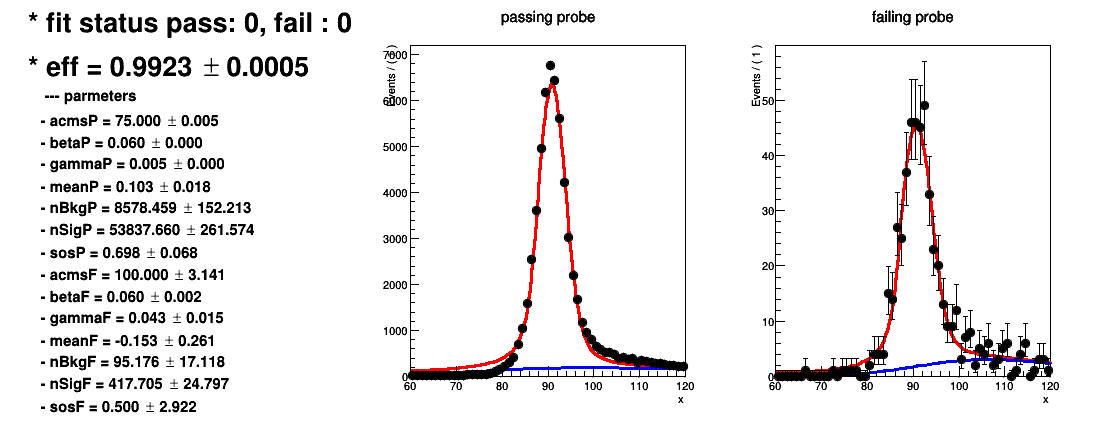 * fit status pass: 0, fail : 0
* eff = 0.9923 ± 0.0005
--- parmeters
- acmsP = 75.000 ± 0.005
- betaP = 0.060 ± 0.000
- gammaP = 0.005 ± 0.000
- meanP = 0.103 ± 0.018
- nBkgP = 8578.459 ± 152.213
- nSigP = 53837.660 ± 261.574
- sosP = 0.698 ± 0.068
- acmsF = 100.000 ± 3.141
- betaF = 0.060 ± 0.002
- gammaF = 0.043 ± 0.015
- meanF = -0.153 ± 0.261
- nBkgF = 95.176 ± 17.118
- nSigF = 417.705 ± 24.797
- sosF = 0.500 ± 2.922
passing probe
Events / ( 1 )
7000
6000
5000
4000
3000
2000
1000
0
60 70 80 90 100 110 120
x
failing probe
Events / ( 1 )
50
40
30
20
10
0
60 70 80 90 100 110 120
x